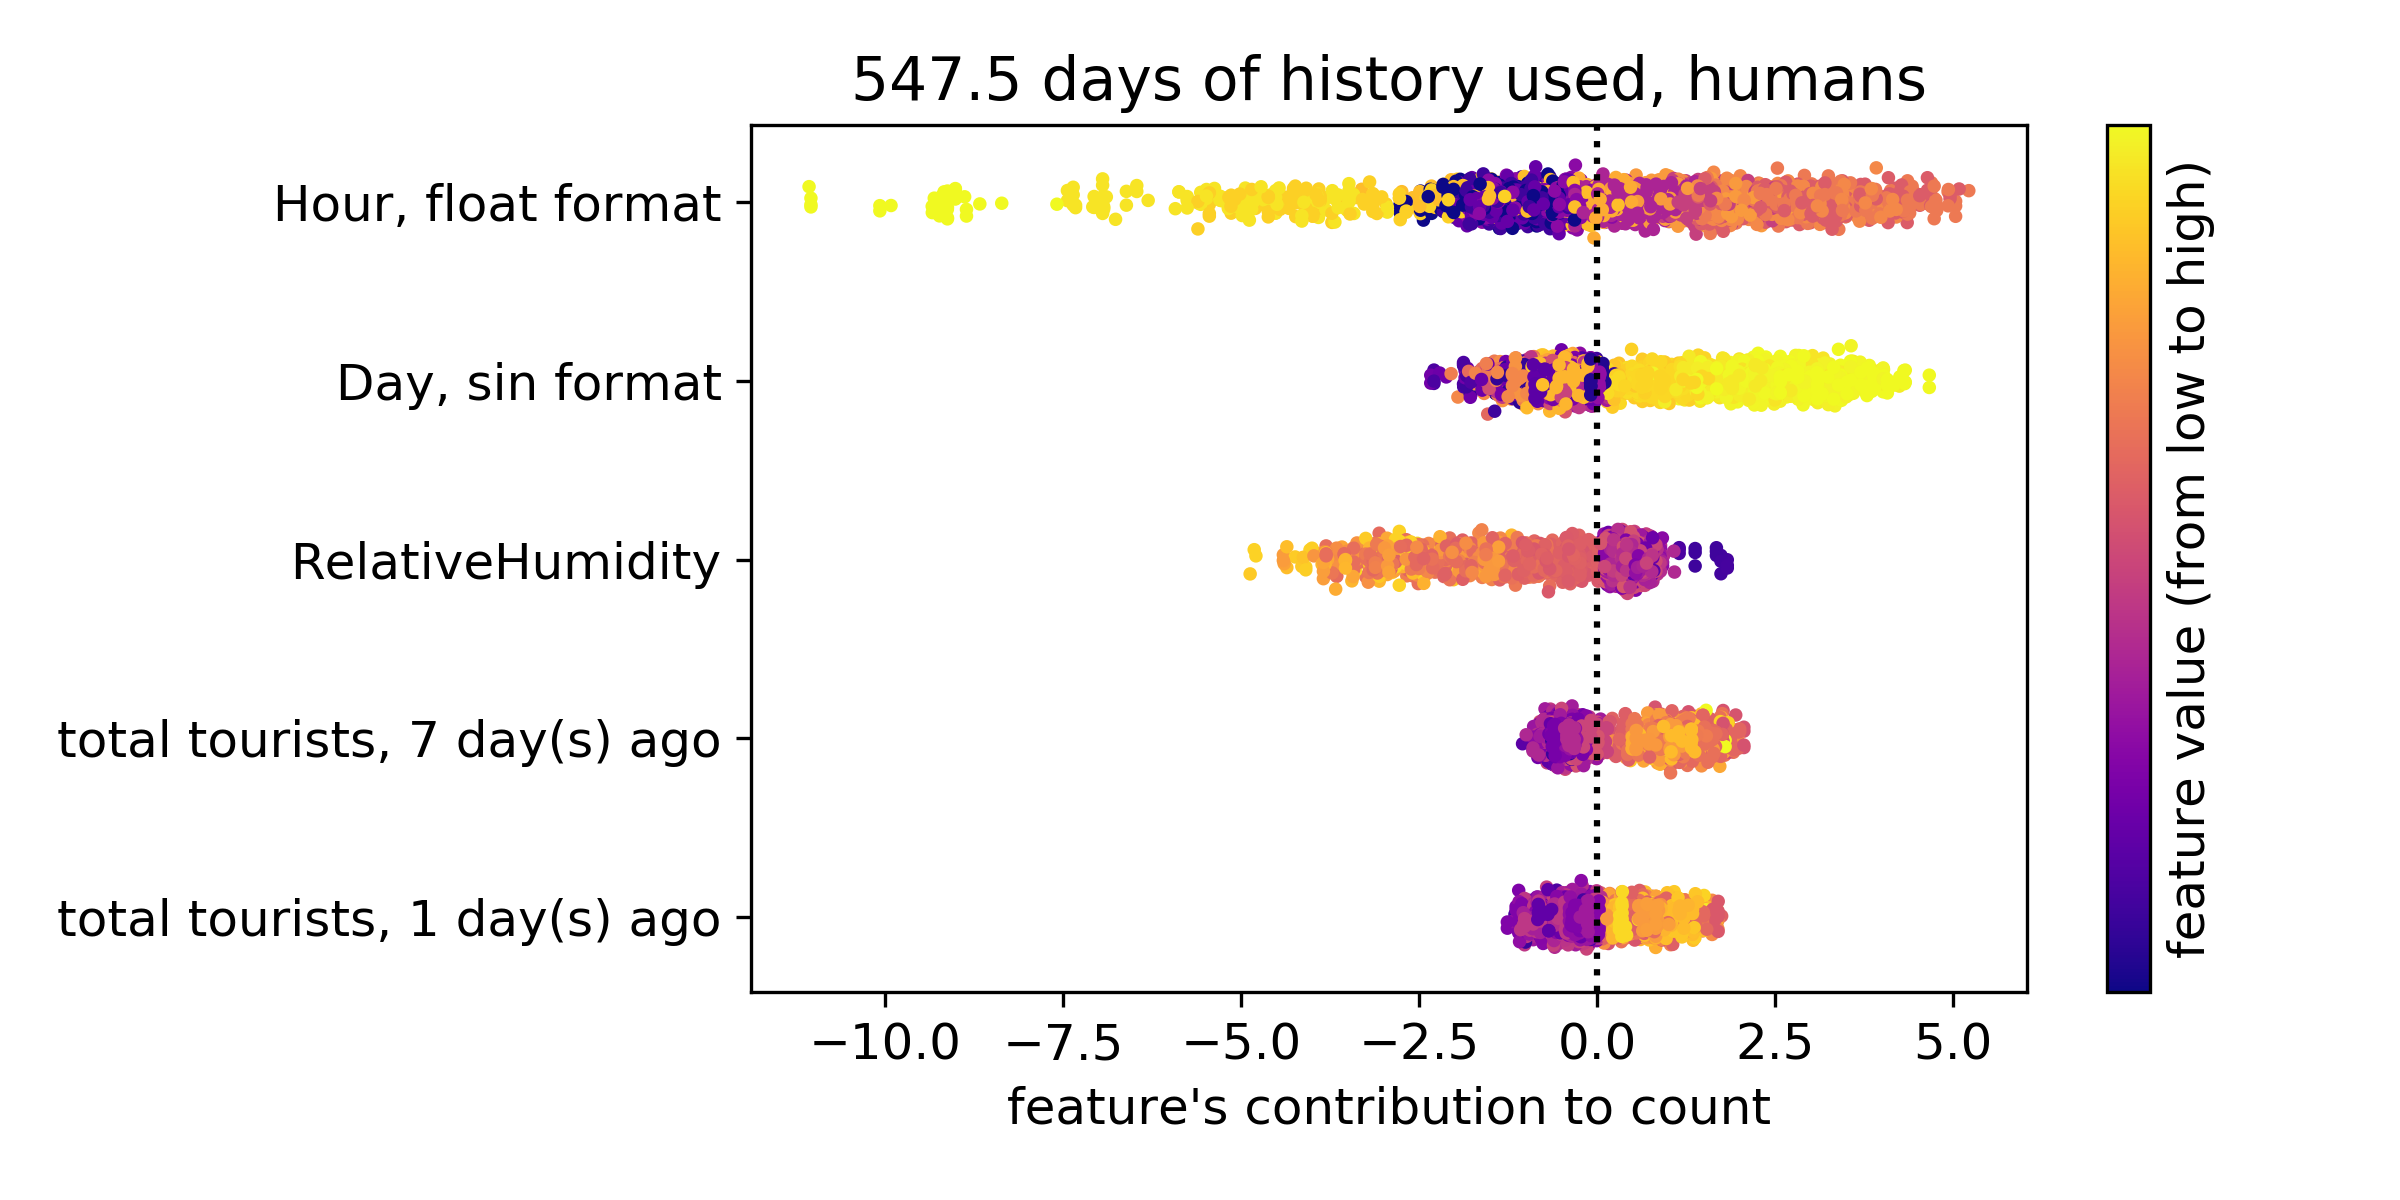 547.5 days of history used, humans
Hour, float format
Day, sin format
RelativeHumidity
total tourists, 7 day(s) ago
total tourists, 1 day(s) ago
−10.0 −7.5 −5.0 −2.5 0.0 2.5 5.0
feature's contribution to count
feature value (from low to high)